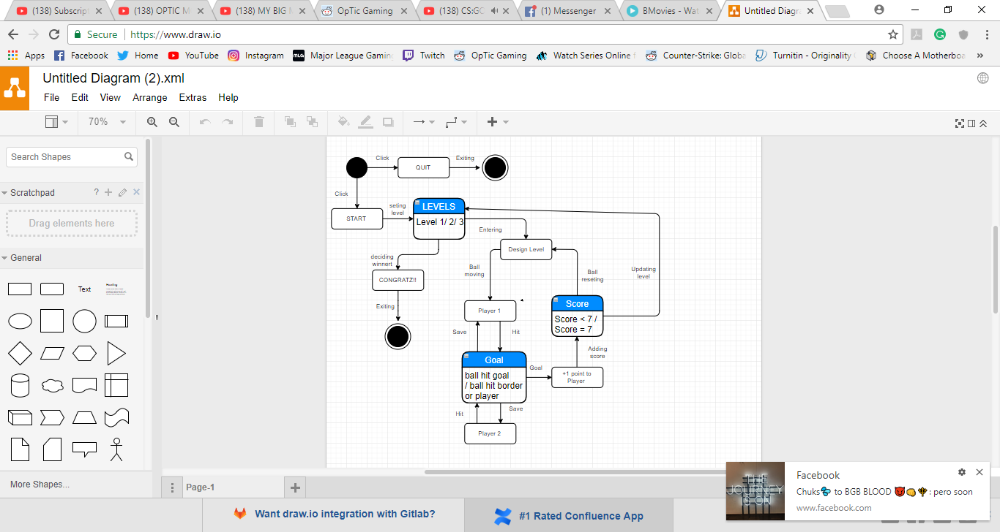 (138) Subscript
(138) OPTIC M
(138) MY BIG M
OpTic Gaming
(138) CS:GO
(1) Messenger
BMovies - Wat
Untitled Diagra
Secure
https://www.draw.io
Apps
Facebook
Home
YouTube
Instagram
MLG
Major League Gaming
Twitch
OpTic Gaming
Watch Series Online f
Counter-Strike: Globa
Turnitin - Originality
Choose A Motherboa
»
Untitled Diagram (2).xml
File
Edit
View
Arrange
Extras
Help
70%
Search Shapes
Scratchpad
?
Drag elements here
General
Text
Heading
More Shapes...
Click
QUIT
Exiting
Click
START
seting
level
LEVELS
Level 1/ 2/ 3
Entering
Design Level
deciding
winnert
CONGRATZ!!
Exiting
Ball
moving
Ball
reseting
Updating
level
Player 1
Score
Score < 7 /
Score = 7
Save
Hit
Goal
ball hit goal
/ ball hit border
or player
Goal
Adding
score
+1 point to
Player
Hit
Save
Player 2
Page-1
Want draw.io integration with Gitlab?
#1 Rated Confluence App
THE
JOURNEY
IS ON
Facebook
Chuks💦 to BGB BLOOD 😈👊: pero soon
www.facebook.com